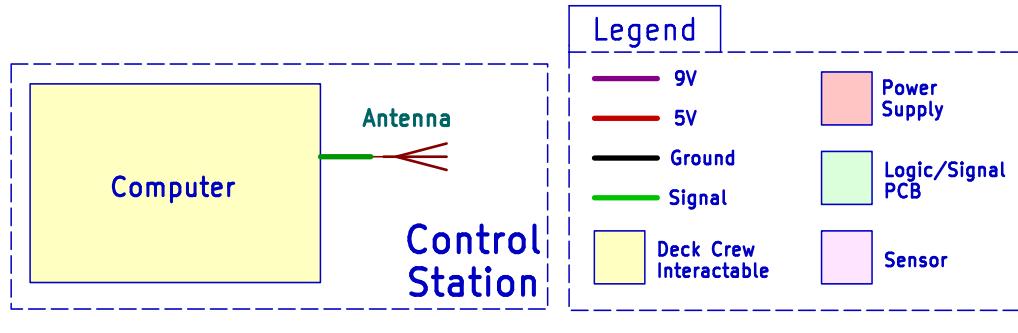 Computer
Antenna
Control
Station
Legend
9V
5V
Ground
Signal
Deck Crew
Interactable
Power
Supply
Logic/Signal
PCB
Sensor